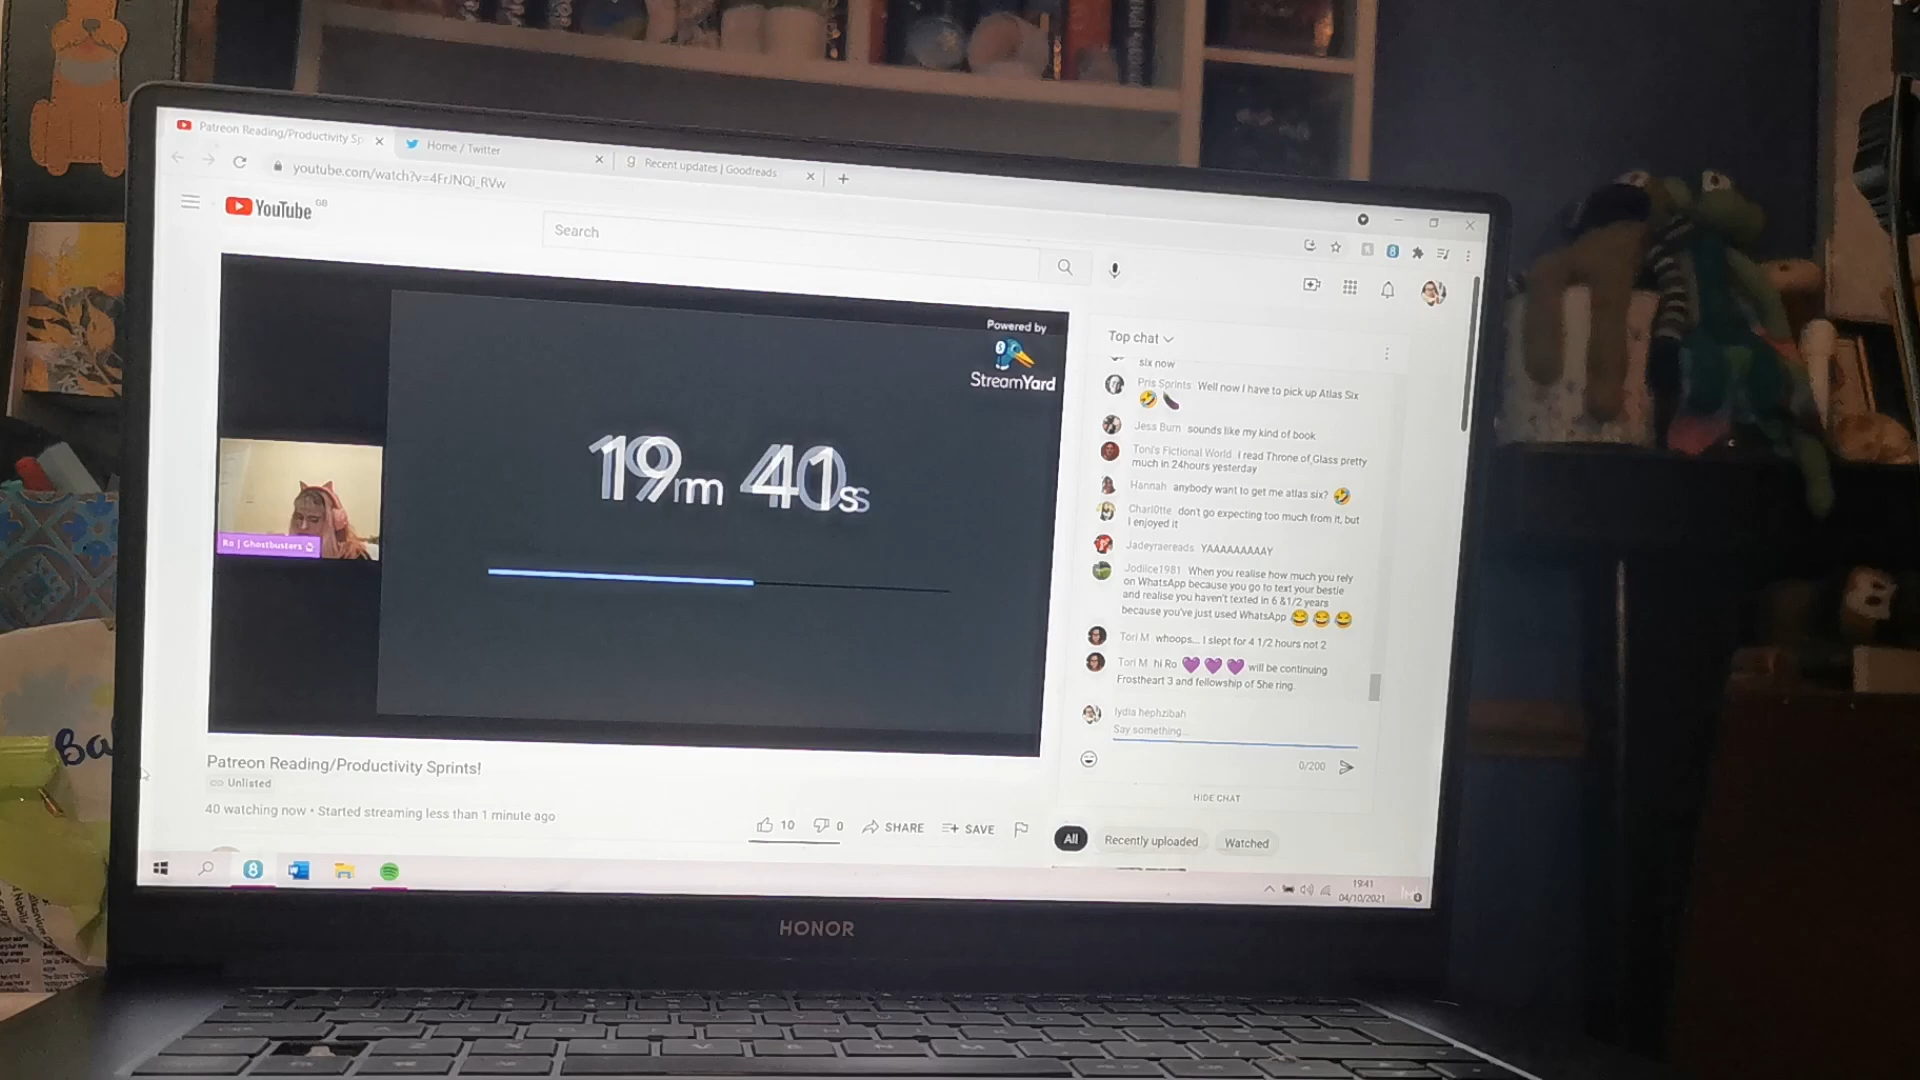 Patreon Reading/Productivity Sp
Home / Twitter
Recent updates | Goodreads
youtube.com/watch?v=4FrJNQi_RVw
YouTube GB
Search
Powered by
StreamYard
19m
Ro | Ghostbusters
Patreon Reading/Productivity Sprints!
Unlisted
40 watching now • Started streaming less than 1 minute ago
10
0
SHARE
SAVE
Top chat
six now
Pris Sprints Well now I have to pick up Atlas Six
🤣 🍆
Jess Burn sounds like my kind of book
Toni's Fictional World I read Throne of Glass pretty
much in 24hours yesterday
Hannah anybody want to get me atlas six? 🤣
Charl0tte don't go expecting too much from it, but
I enjoyed it
Jadeyraereads YAAAAAAAAAY
Jodiice1981 When you realise how much you rely
on WhatsApp because you go to text your bestie
and realise you haven't texted in 6 &1/2 years
because you've just used WhatsApp 😂 😂 😂
Tori M whoops... I slept for 4 1/2 hours not 2
Tori M hi Ro 💜 💜 💜 will be continuing
Frostheart 3 and fellowship of 5he ring.
lydia hephzibah
Say something...
0/200
HIDE CHAT
All
Recently uploaded
Watched
19:41
04/10/2021
HONOR
Ba